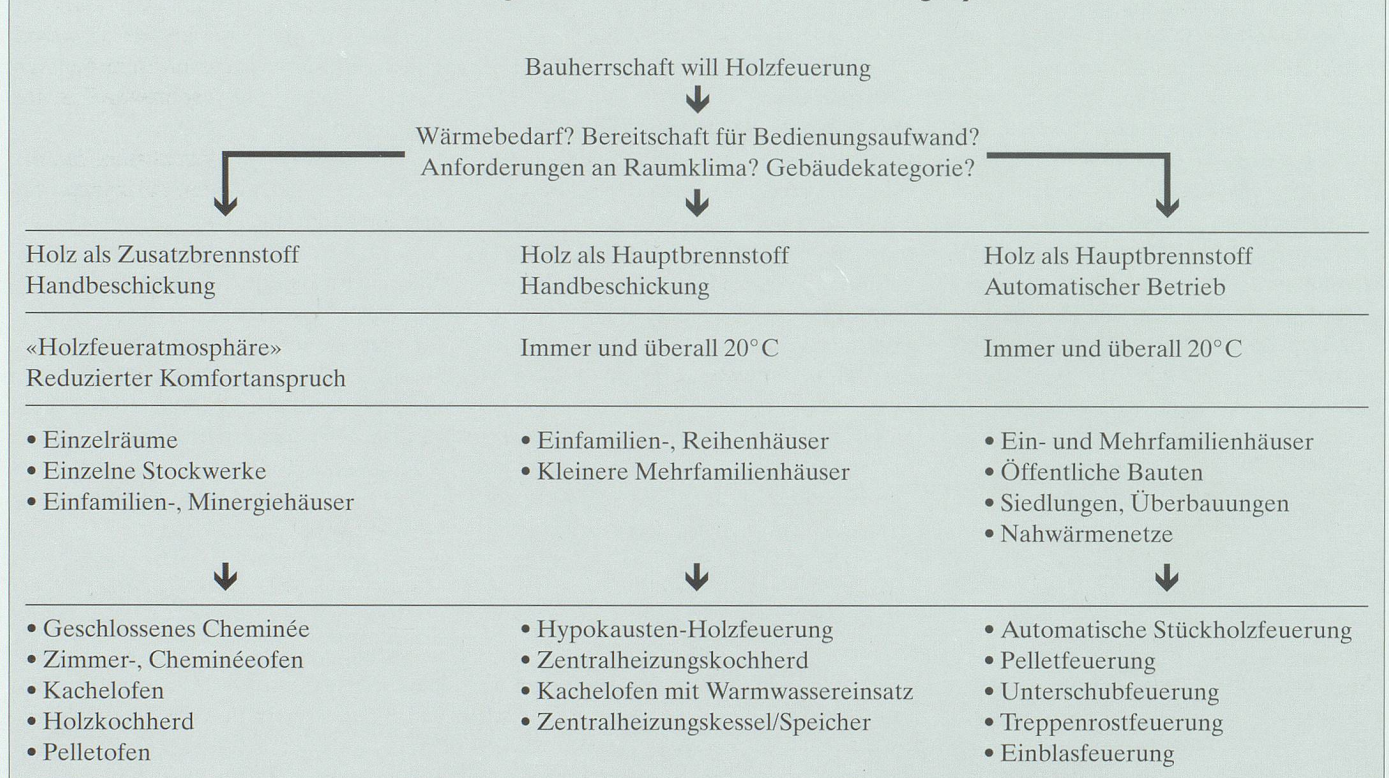 Bauherrschaft will Holzfeuerung
Wärmebedarf? Bereitschaft für Bedienungsaufwand?
Anforderungen an Raumklima? Gebäudekategorie?
Holz als Zusatzbrennstoff
Handbeschickung
Holz als Hauptbrennstoff
Handbeschickung
Holz als Hauptbrennstoff
Automatischer Betrieb
«Holzfeueratmosphäre»
Reduzierter Komfortanspruch
Immer und überall 20°C
Immer und überall 20°C
• Einzelräume
• Einzelne Stockwerke
• Einfamilien-, Minergiehäuser
• Einfamilien-, Reihenhäuser
• Kleinere Mehrfamilienhäuser
• Ein- und Mehrfamilienhäuser
• Öffentliche Bauten
• Siedlungen, Überbauungen
• Nahwärmenetze
• Geschlossenes Cheminée
• Zimmer-, Cheminéeofen
• Kachelofen
• Holzkochherd
• Pelletofen
• Hypokausten-Holzfeuerung
• Zentralheizungskochherd
• Kachelofen mit Warmwassereinsatz
• Zentralheizungskessel/Speicher
• Automatische Stückholzfeuerung
• Pelletfeuerung
• Unterschubfeuerung
• Treppenrostfeuerung
• Einblasfeuerung